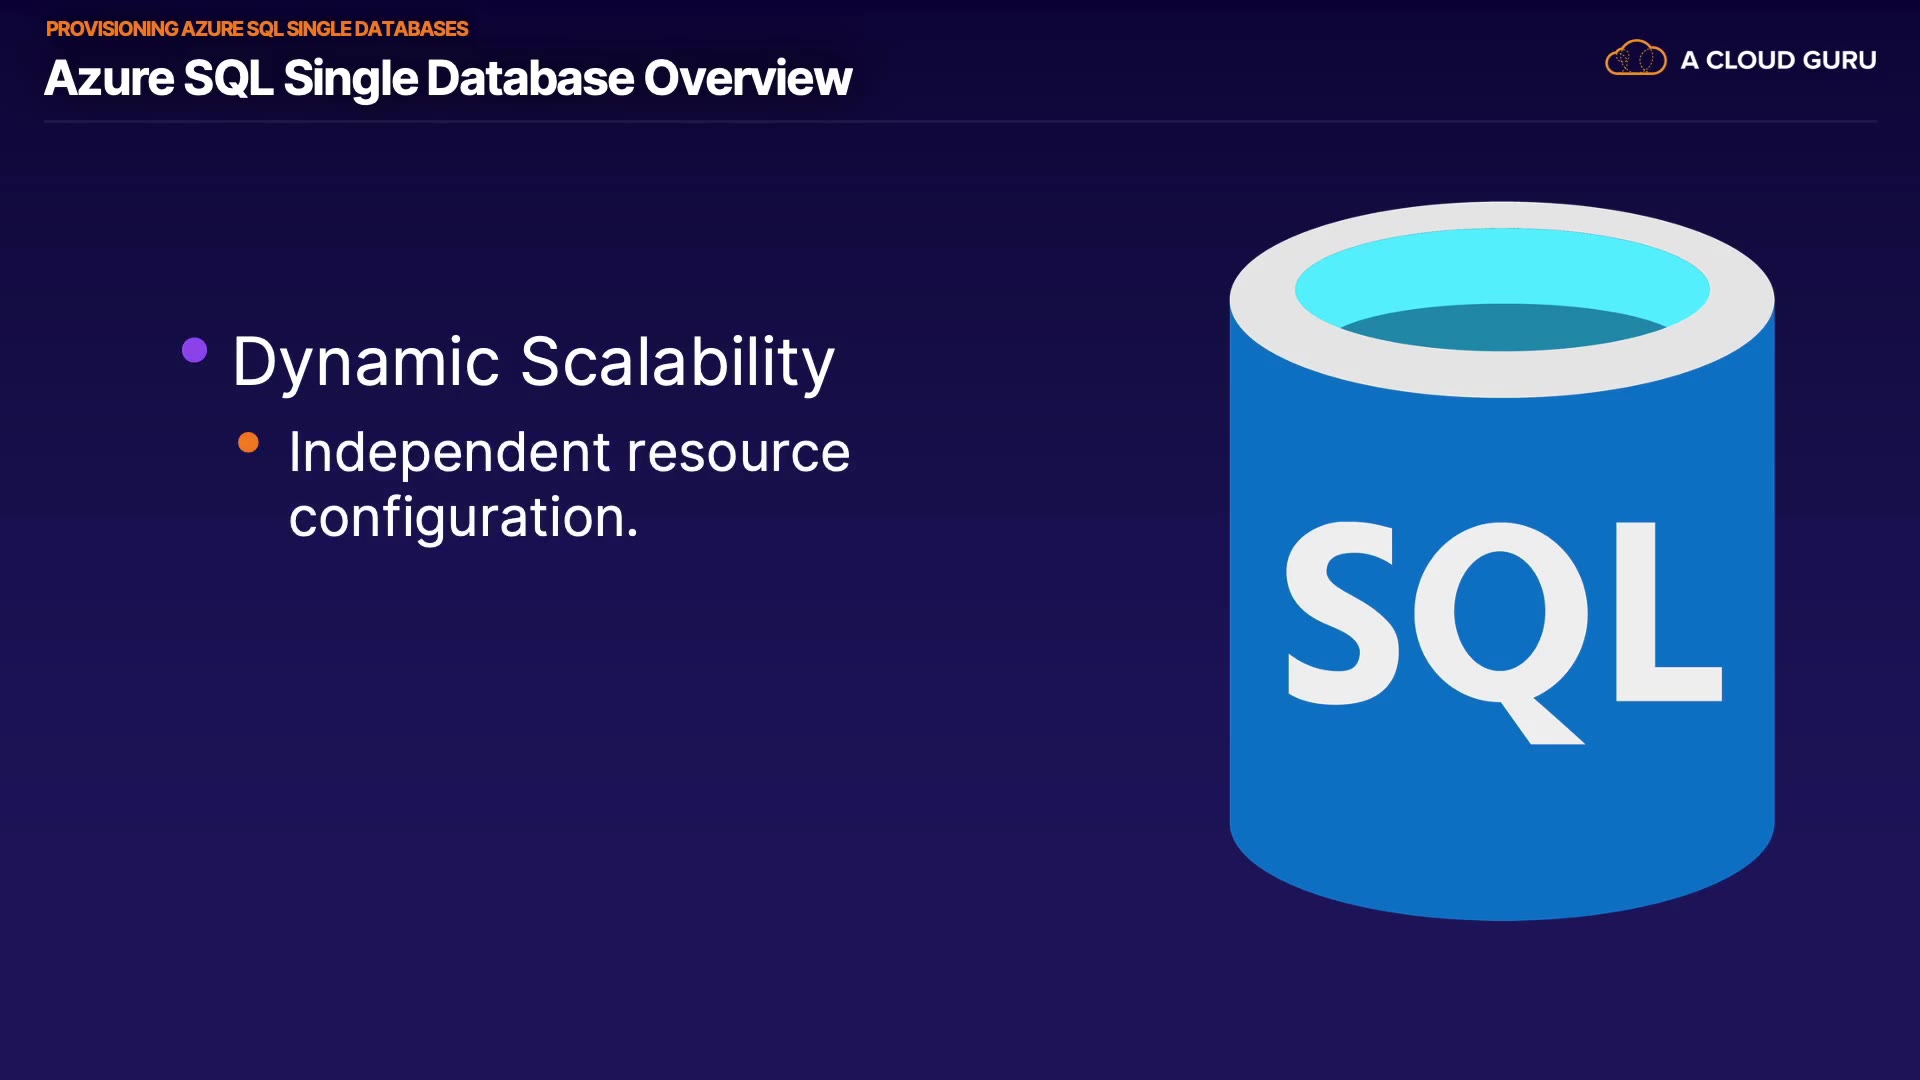 PROVISIONING AZURE SQL SINGLE DATABASES
Azure SQL Single Database Overview
A CLOUD GURU
Dynamic Scalability
Independent resource
configuration.
SQL